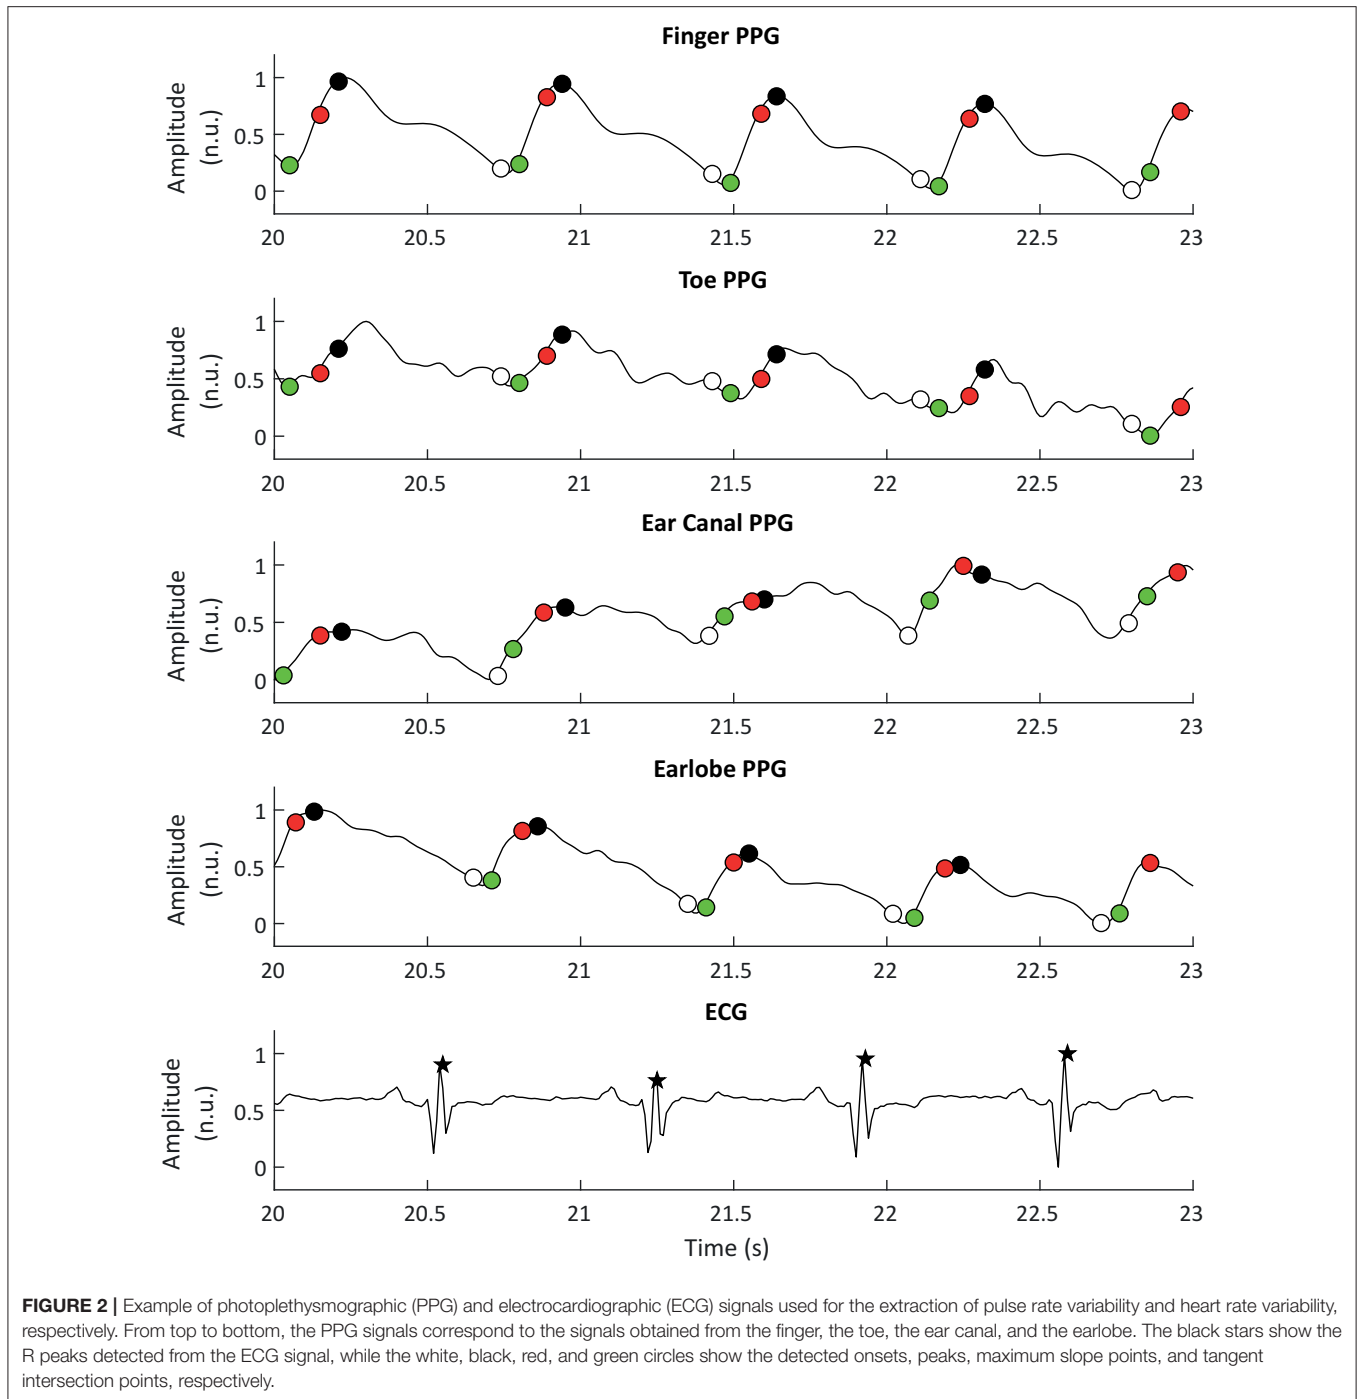 Finger PPG
Amplitude
(n.u.)
1
0.5
0
20 20.5 21 21.5 22 22.5 23
Toe PPG
Amplitude
(n.u.)
1
0.5
0
20 20.5 21 21.5 22 22.5 23
Ear Canal PPG
Amplitude
(n.u.)
1
0.5
0
20 20.5 21 21.5 22 22.5 23
Earlobe PPG
Amplitude
(n.u.)
1
0.5
0
20 20.5 21 21.5 22 22.5 23
ECG
Amplitude
(n.u.)
1
0.5
0
20 20.5 21 21.5 22 22.5 23
Time (s)
FIGURE 2 | Example of photoplethysmographic (PPG) and electrocardiographic (ECG) signals used for the extraction of pulse rate variability and heart rate variability,
respectively. From top to bottom, the PPG signals correspond to the signals obtained from the finger, the toe, the ear canal, and the earlobe. The black stars show the
R peaks detected from the ECG signal, while the white, black, red, and green circles show the detected onsets, peaks, maximum slope points, and tangent
intersection points, respectively.